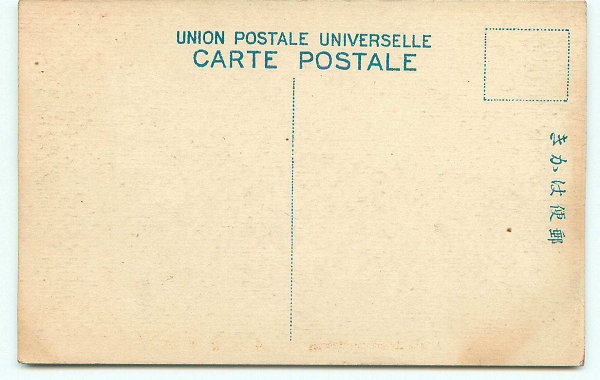 UNION POSTALE UNIVERSELLE
CARTE POSTALE
郵便はかき